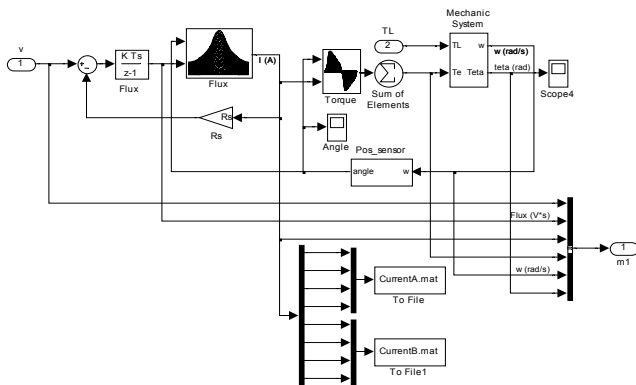 v
1
K Ts
z-1
Flux
Flux
I (A)
Rs
Rs
TL
2
Torque
Sum of
Elements
Mechanic
System
TL
Te
w
Teta
w (rad/s)
teta (rad)
Scope4
Angle
Pos_sensor
angle
w
Flux (V*s)
w (rad/s)
1
m1
CurrentA.mat
To File
CurrentB.mat
To File1